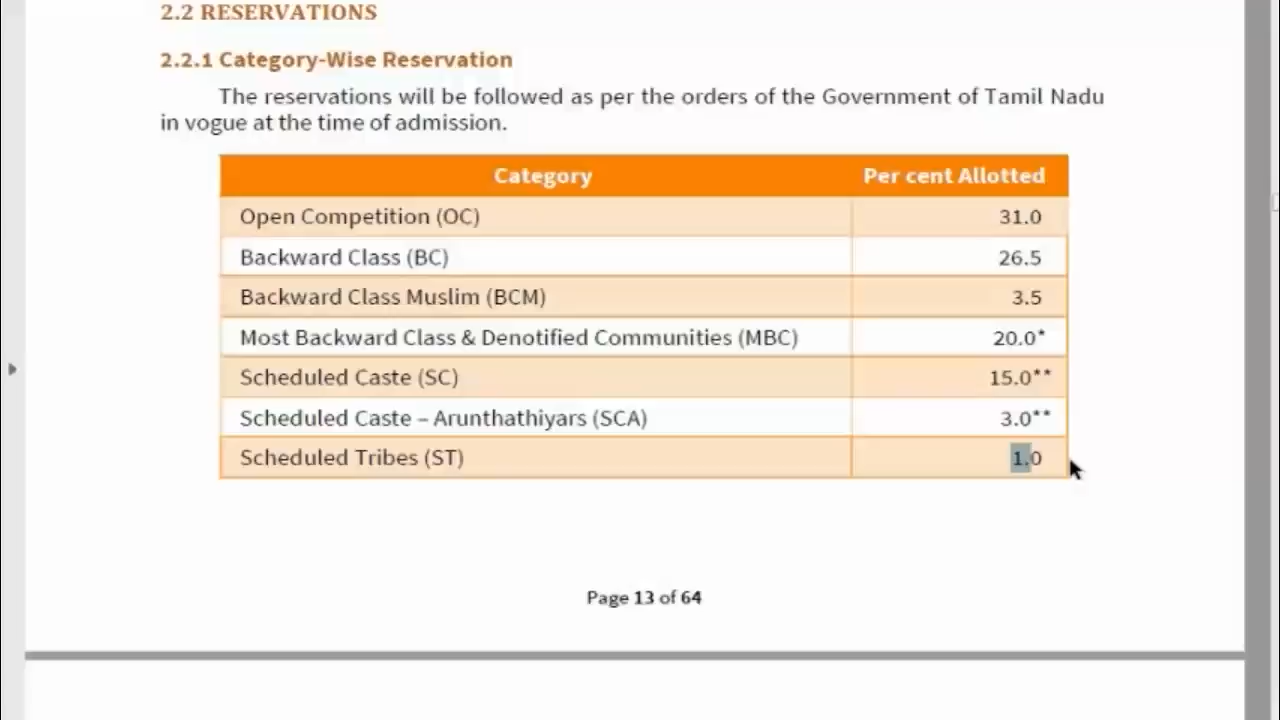 2.2 RESERVATIONS
2.2.1 Category-Wise Reservation
The reservations will be followed as per the orders of the Government of Tamil Nadu
in vogue at the time of admission.
Category Per cent Allotted
Open Competition (OC) 31.0
Backward Class (BC) 26.5
Backward Class Muslim (BCM) 3.5
Most Backward Class & Denotified Communities (MBC) 20.0*
Scheduled Caste (SC) 15.0**
Scheduled Caste – Arunthathiyars (SCA) 3.0**
Scheduled Tribes (ST) 1.0
Page 13 of 64